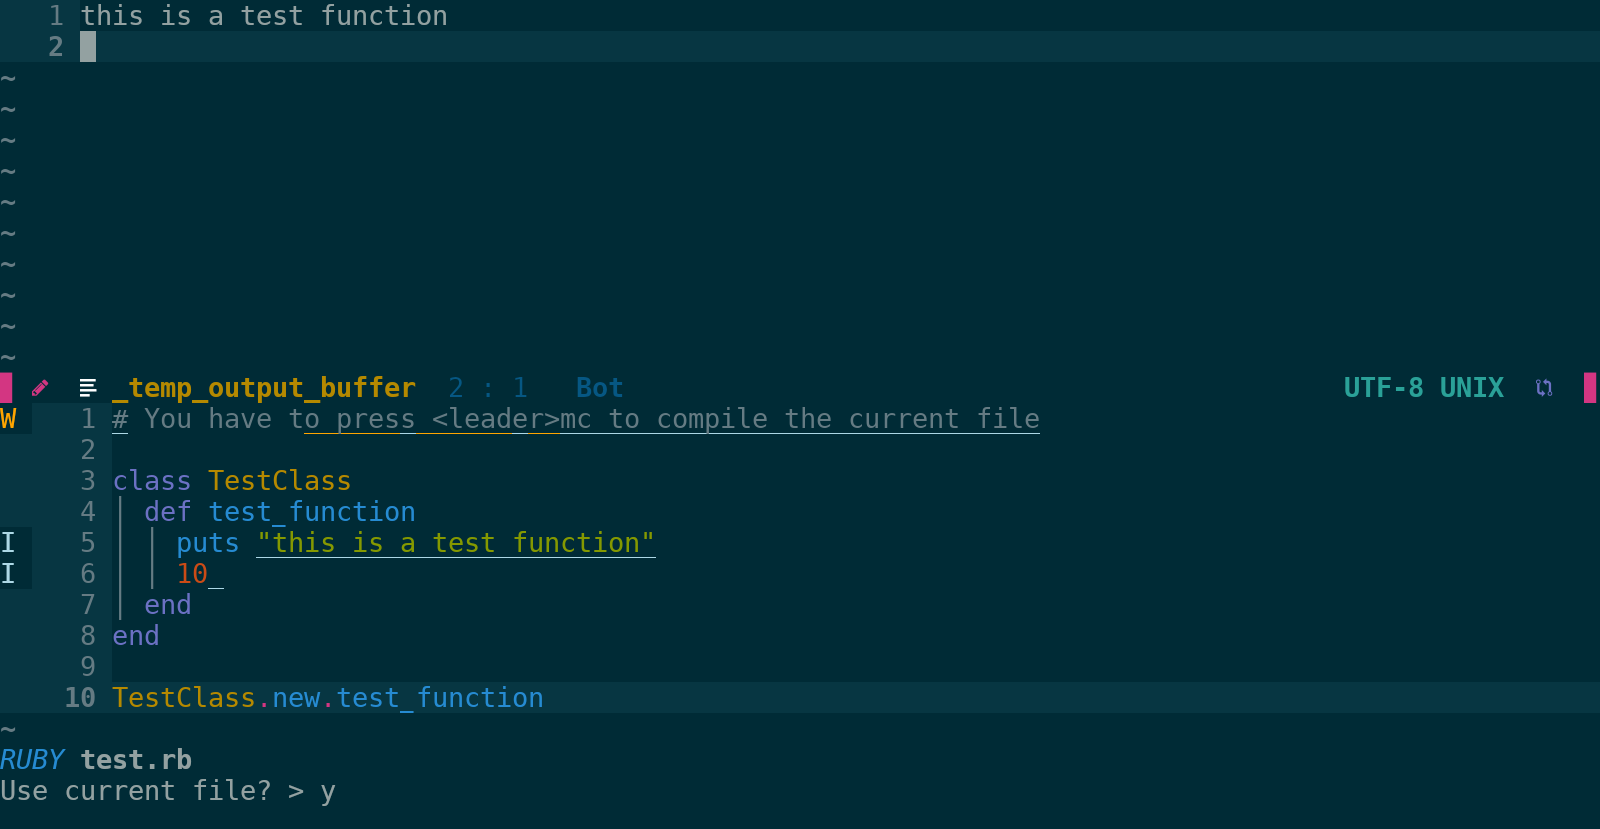 1 this is a test function
2
~
~
~
~
~
~
~
~
~
~
_temp_output_buffer 2 : 1 Bot UTF-8 UNIX
W 1 # You have to press <leader>mc to compile the current file
2
3 class TestClass
4 def test_function
I 5 puts "this is a test function"
I 6 10
7 end
8 end
9
10 TestClass.new.test_function
~
RUBY test.rb
Use current file? > y